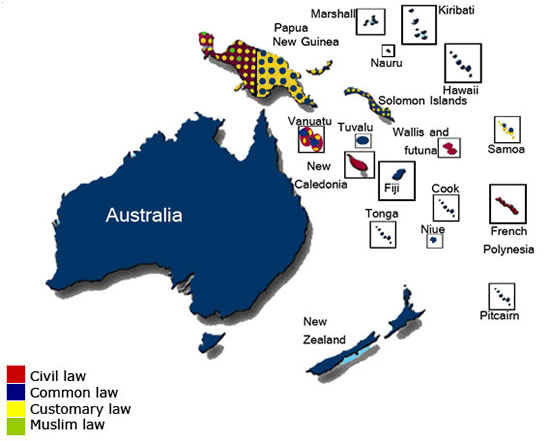 Marshall
Kiribati
Papua
New Guinea
Nauru
Hawaii
Solomon Islands
Vanuatu
Tuvalu
Wallis and
futuna
Samoa
New
Caledonia
Fiji
Cook
Australia
Tonga
Niue
French
Polynesia
New
Zealand
Pitcairn
Civil law
Common law
Customary law
Muslim law